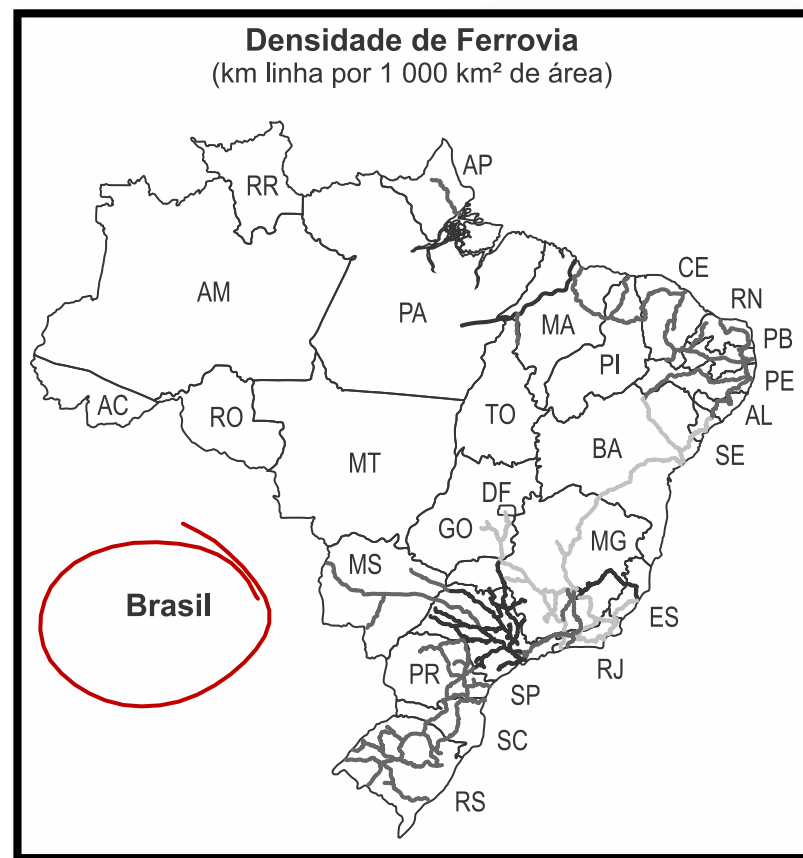 Densidade de Ferrovia
(km linha por 1 000 km² de área)
AP
RR
CE
RN
AM
PA
MA
PB
PI
PE
AC
RO
TO
AL
BA
SE
MT
DF
GO
MG
MS
Brasil
ES
RJ
PR
SP
SC
RS